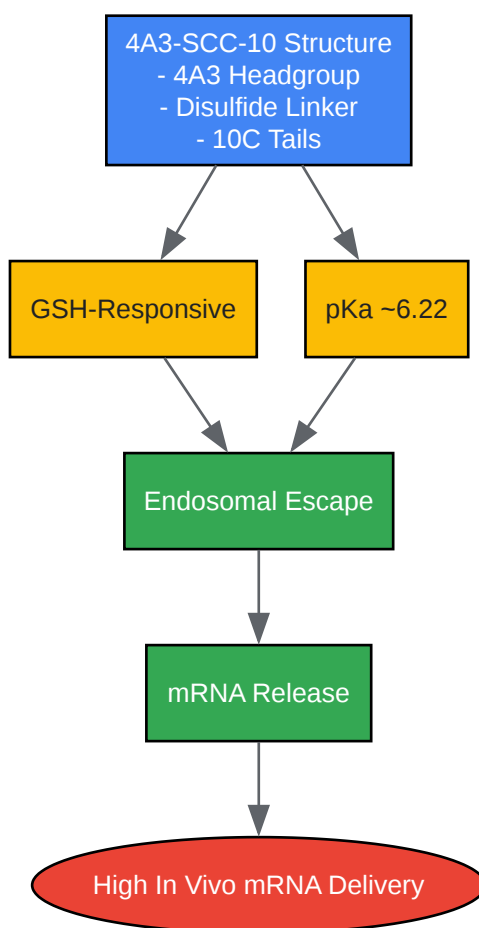 4A3-SCC-10 Structure
- 4A3 Headgroup
- Disulfide Linker
- 10C Tails
GSH-Responsive
pKa ~6.22
Endosomal Escape
mRNA Release
High In Vivo mRNA Delivery